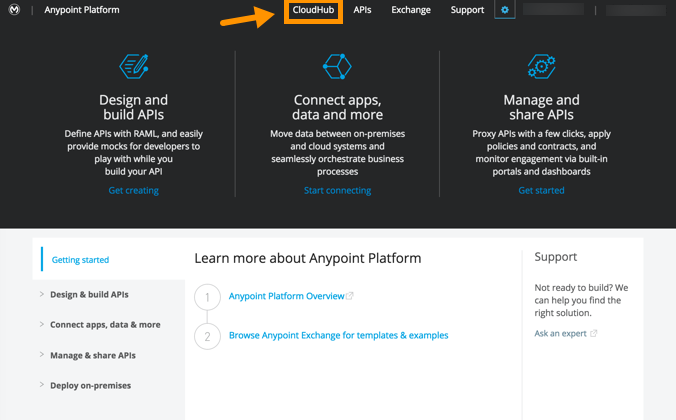 Anypoint Platform
CloudHub
APIs
Exchange
Support
Design and
build APIs
Define APIs with RAML, and easily
provide mocks for developers to
play with while you
build your API
Get creating
Connect apps,
data and more
Move data between on-premises
and cloud systems and
seamlessly orchestrate business
processes
Start connecting
Manage and
share APIs
Proxy APIs with a few clicks, apply
policies and contracts, and
monitor engagement via built-in
portals and dashboards
Get started
Getting started
Design & build APIs
Connect apps, data & more
Manage & share APIs
Deploy on-premises
Learn more about Anypoint Platform
1 Anypoint Platform Overview
2 Browse Anypoint Exchange for templates & examples
Support
Not ready to build? We
can help you find the
right solution.
Ask an expert